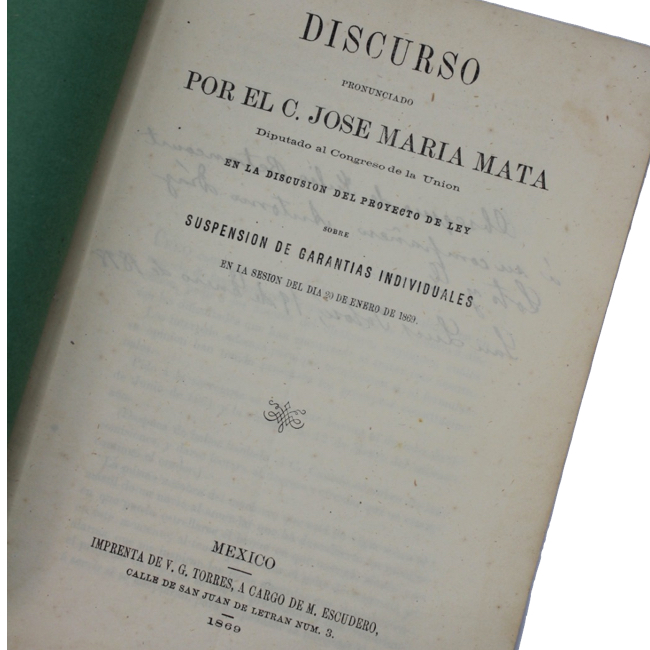 DISCURSO
PRONUNCIADO
POR EL C. JOSE MARIA MATA
Diputado al Congreso de la Union
EN LA DISCUSION DEL PROYECTO DE LEY
SOBRE
SUSPENSION DE GARANTIAS INDIVIDUALES
EN LA SESION DEL DIA 29 DE ENERO DE 1869.
MEXICO
IMPRENTA DE V. G. TORRES, A CARGO DE M. ESCUDERO,
CALLE DE SAN JUAN DE LETRAN NUM. 3.
1869